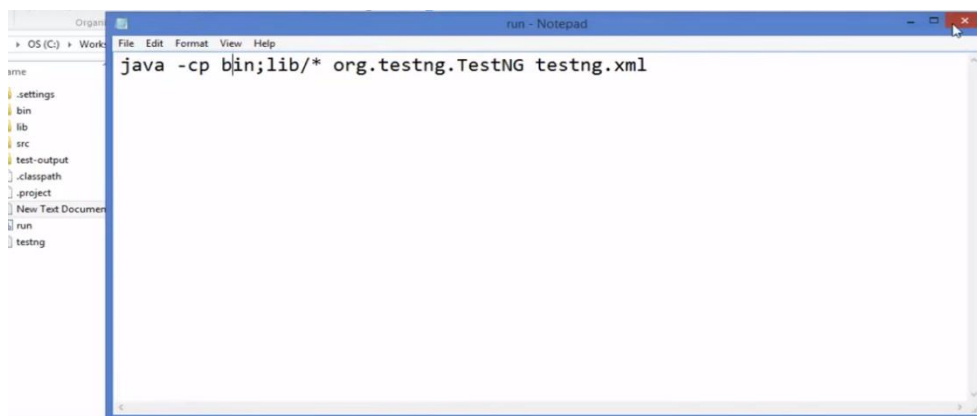 Organi
run - Notepad
OS (C:) Works
File Edit Format View Help
java -cp bin;lib/* org.testng.TestNG testng.xml
ame
.settings
bin
lib
src
test-output
.classpath
.project
New Text Documen
run
testng